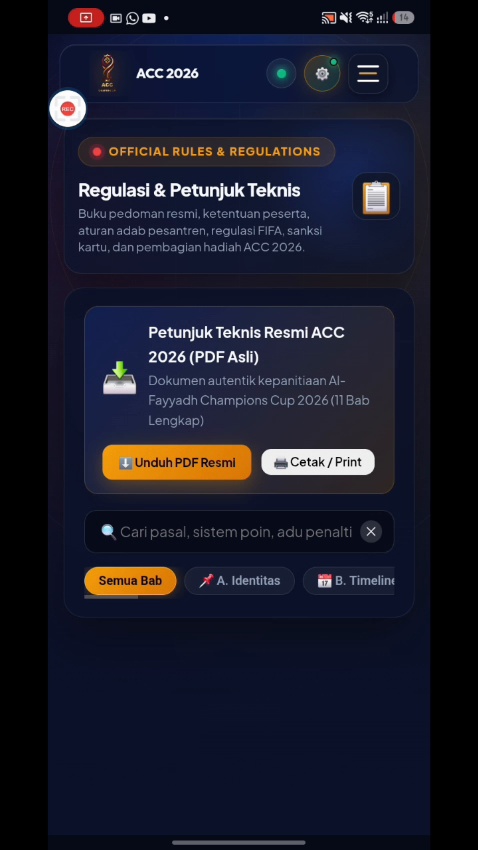 14
ACC 2026
REC
OFFICIAL RULES & REGULATIONS
Regulasi & Petunjuk Teknis
Buku pedoman resmi, ketentuan peserta,
aturan adab pesantren, regulasi FIFA, sanksi
kartu, dan pembagian hadiah ACC 2026.
Petunjuk Teknis Resmi ACC
2026 (PDF Asli)
Dokumen autentik kepanitiaan Al-
Fayyadh Champions Cup 2026 (11 Bab
Lengkap)
Unduh PDF Resmi
Cetak / Print
Cari pasal, sistem poin, adu penalti
Semua Bab
A. Identitas
B. Timeline